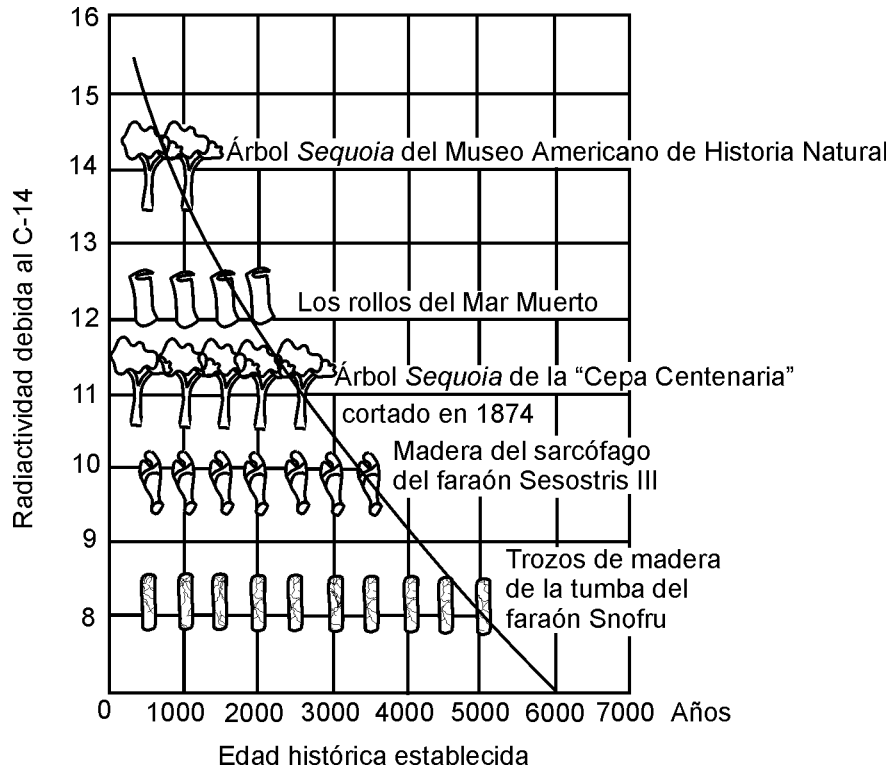 16
15
14
13
12
11
10
9
8
Radiactividad debida al C-14
Árbol Sequoia del Museo Americano de Historia Natural
Los rollos del Mar Muerto
Árbol Sequoia de la “Cepa Centenaria”
cortado en 1874
Madera del sarcófago
del faraón Sesostris III
Trozos de madera
de la tumba del
faraón Snofru
0 1000 2000 3000 4000 5000 6000 7000 Años
Edad histórica establecida